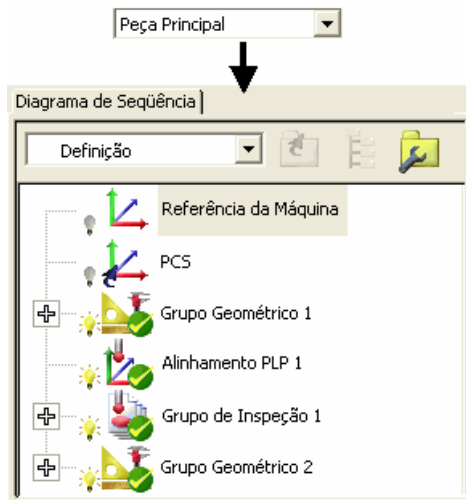 Peça Principal
Diagrama de Seqüência
Definição
Referência da Máquina
PCS
Grupo Geométrico 1
Alinhamento PLP 1
Grupo de Inspeção 1
Grupo Geométrico 2